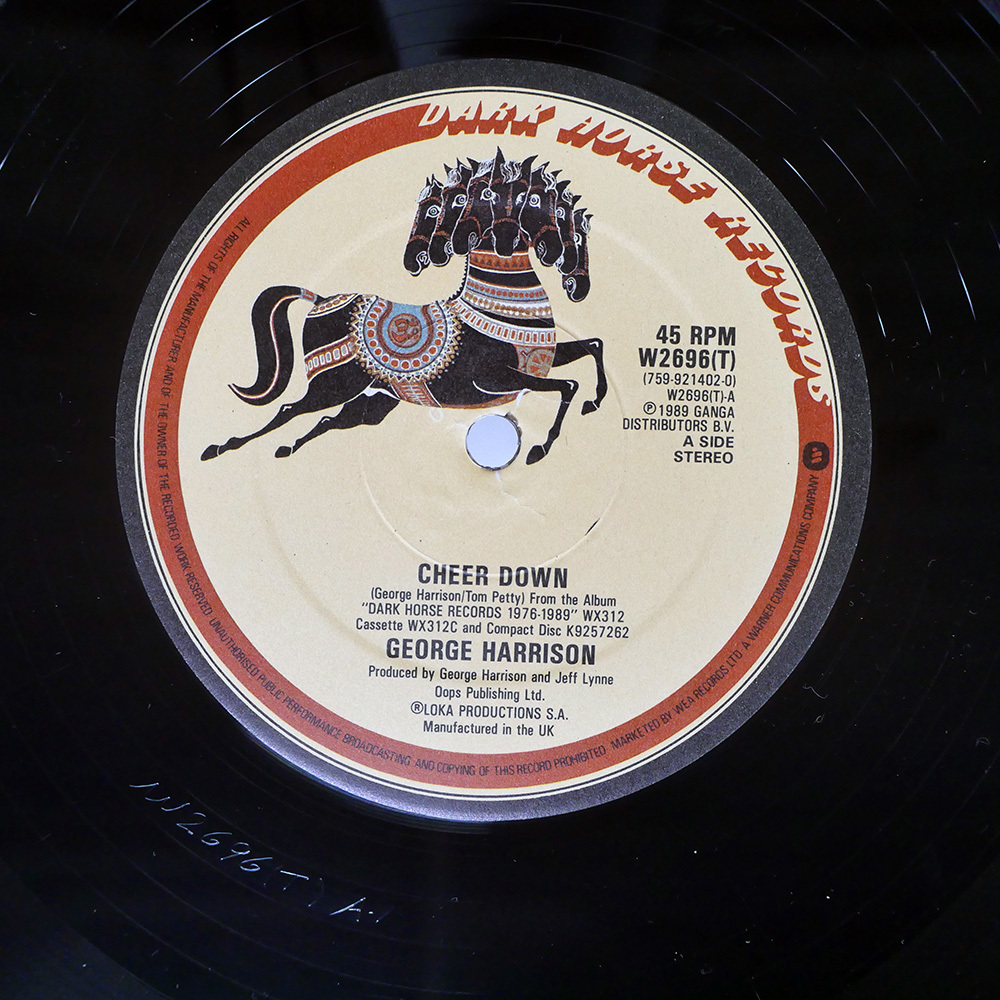 DARK HORSE RECORDS
45 RPM
W2696(T)
(759-921402-0)
W2696(T)-A
Ⓟ1989 GANGA
DISTRIBUTORS B.V.
A SIDE
STEREO
CHEER DOWN
(George Harrison/Tom Petty) From the Album
"DARK HORSE RECORDS 1976-1989" WX312
Cassette WX312C and Compact Disc K9257262
GEORGE HARRISON
Produced by George Harrison and Jeff Lynne
Oops Publishing Ltd.
®LOKA PRODUCTIONS S.A.
Manufactured in the UK
ALL RIGHTS OF THE MANUFACTURER AND OF THE OWNER OF THE RECORDED WORK RESERVED. UNAUTHORISED PUBLIC PERFORMANCE BROADCASTING AND COPYING OF THIS RECORD PROHIBITED. MARKETED BY WEA RECORDS LTD. A WARNER COMMUNICATIONS COMPANY